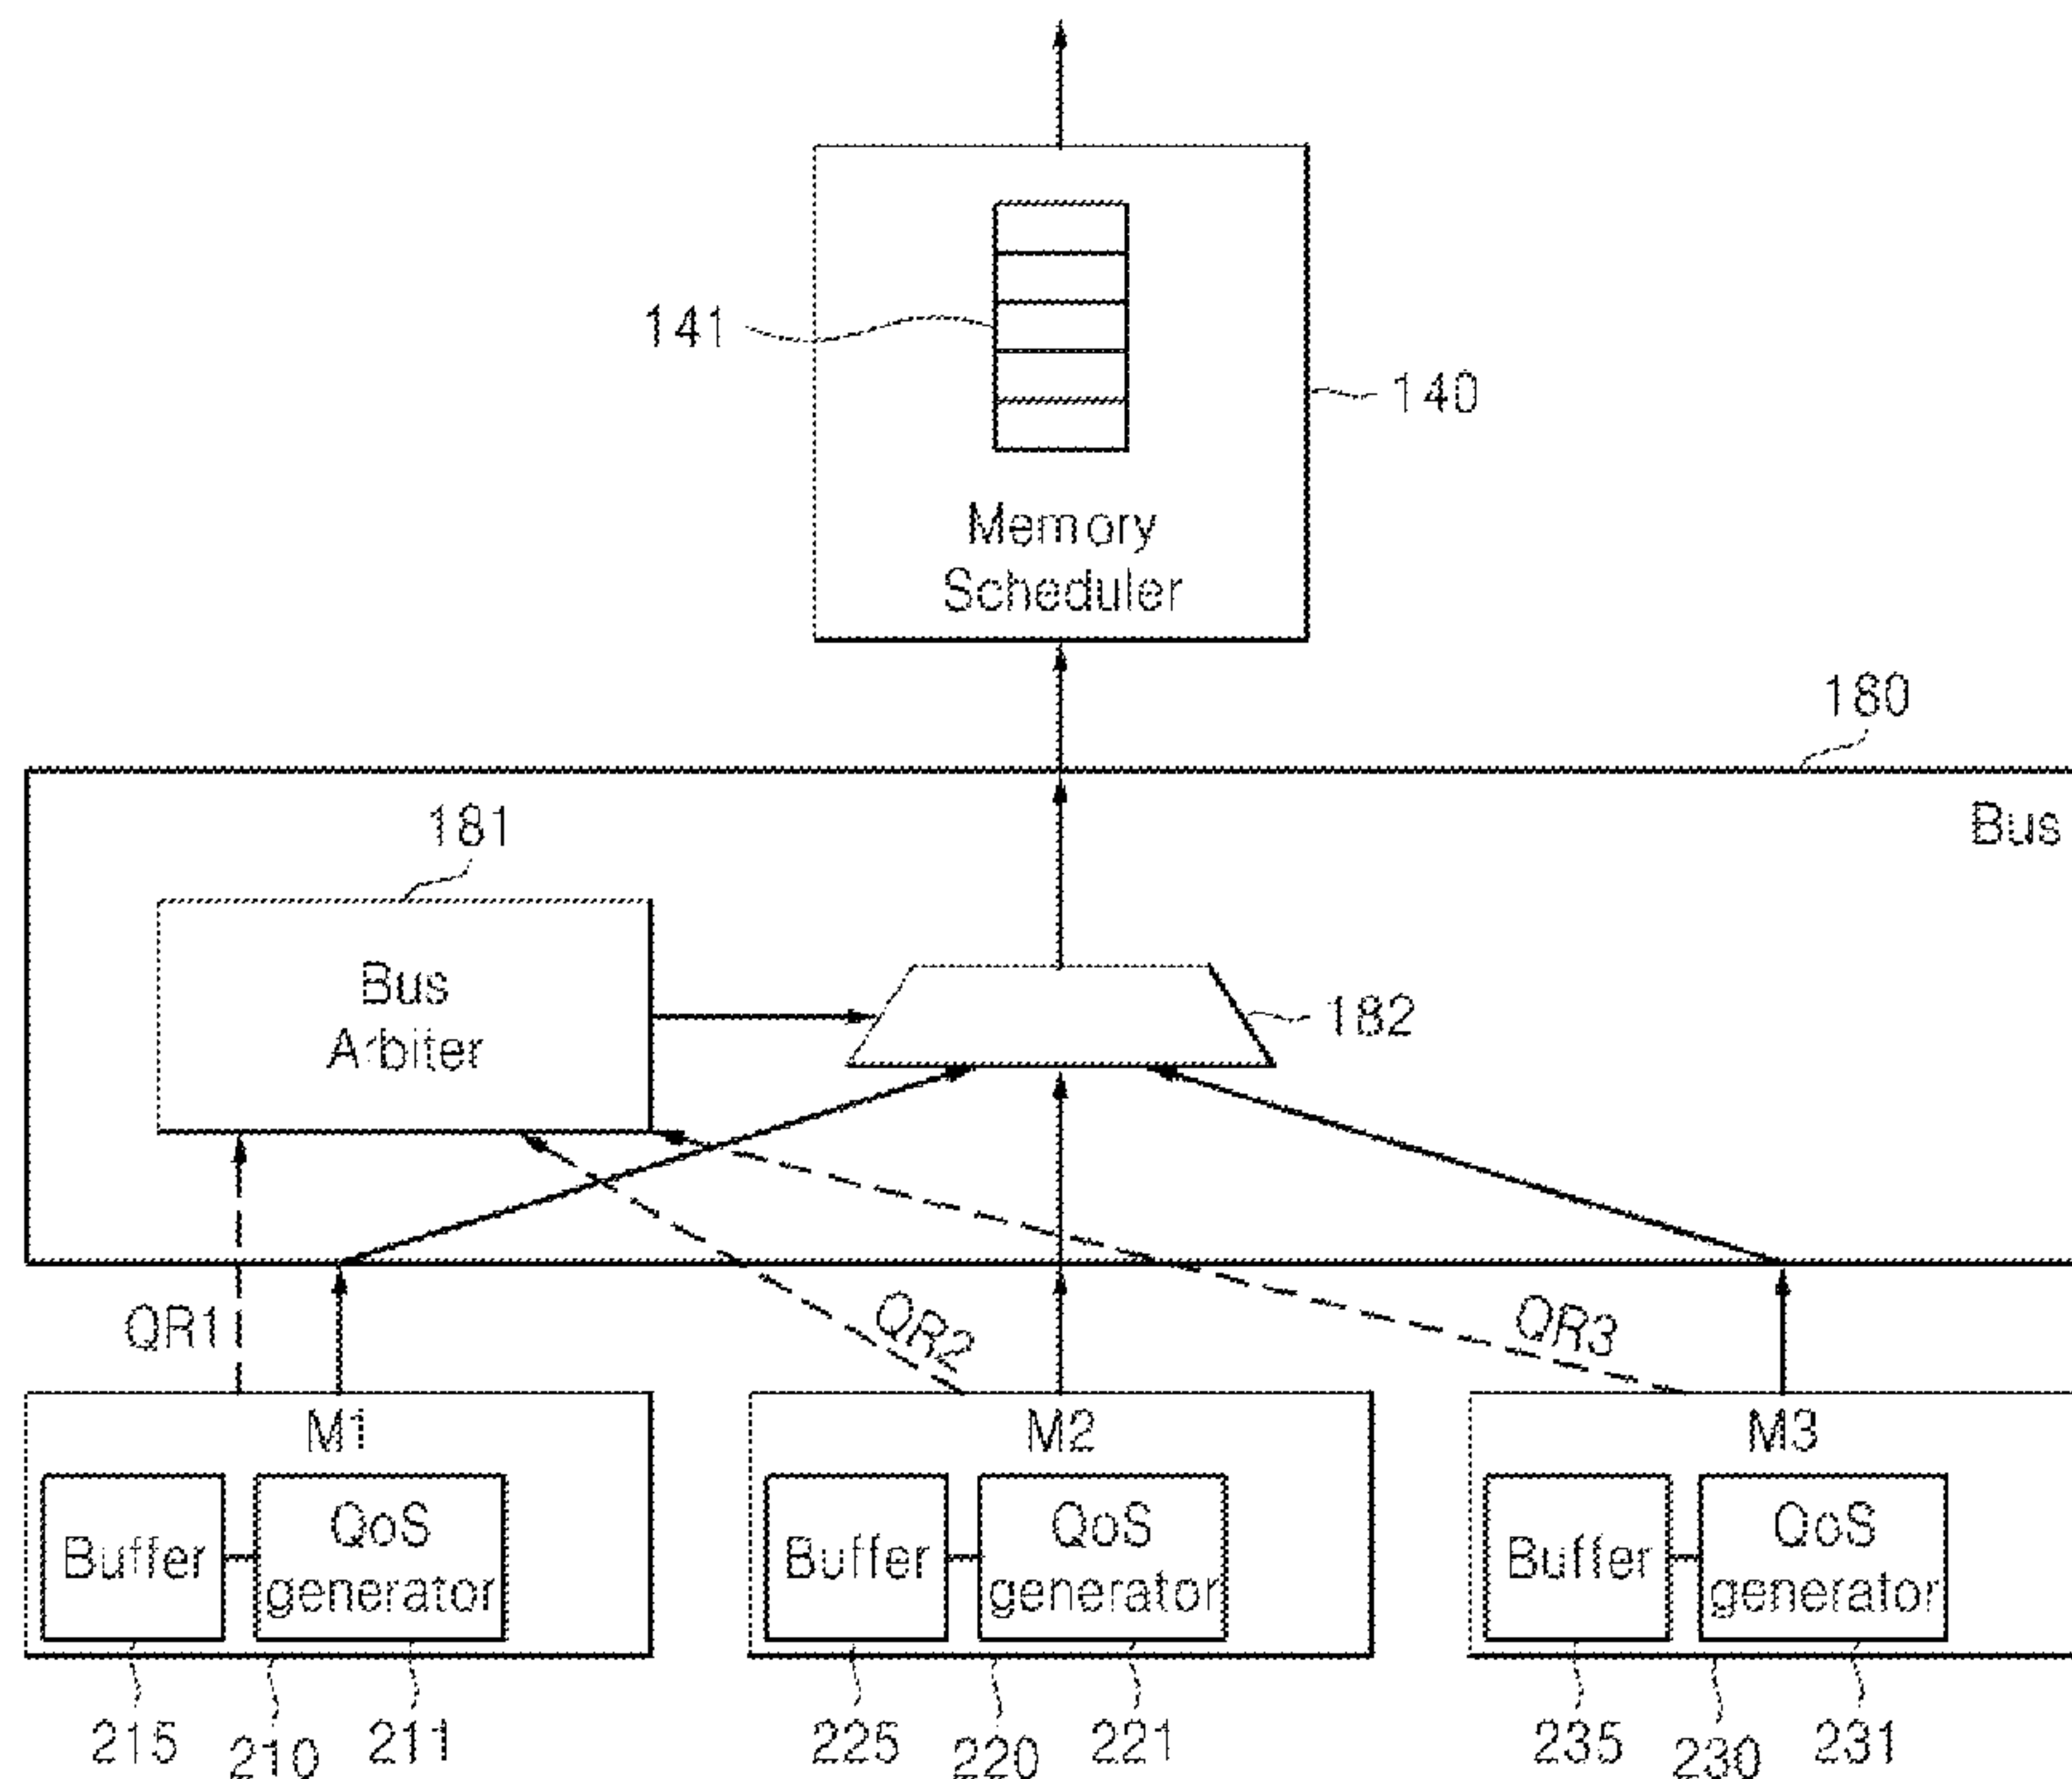 141
140
Memory
Scheduler
180
Bus
181
Bus
Arbiter
182
QR1
QR2
QR3
M1
M2
M3
Buffer
QoS
generator
Buffer
QoS
generator
Buffer
QoS
generator
215
210
211
225
220
221
235
230
231